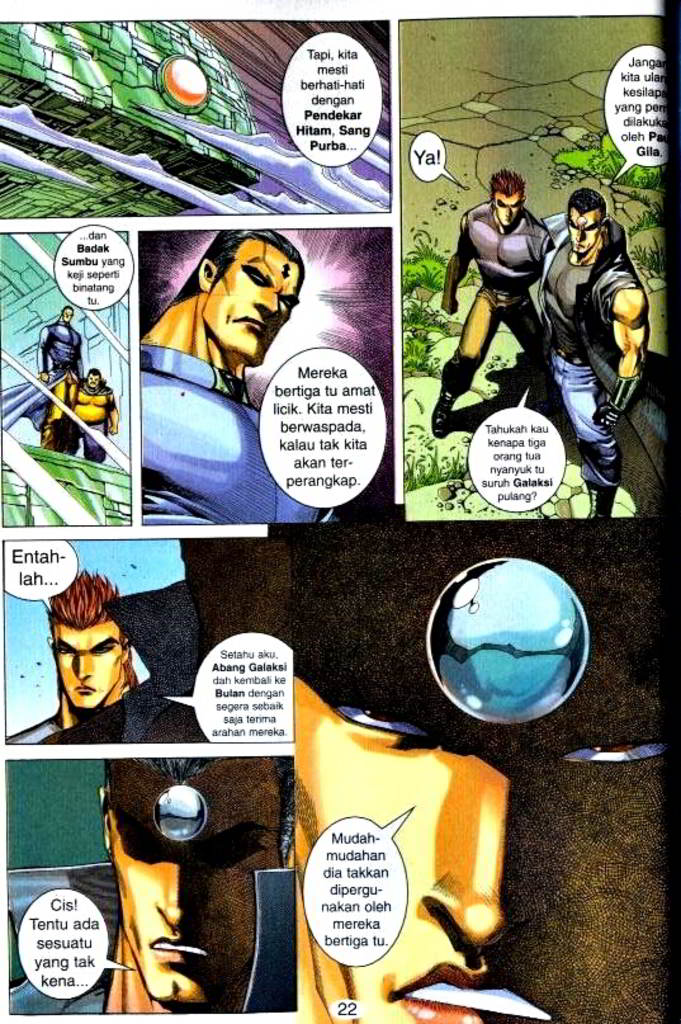 Tapi, kita
mesti
berhati-hati
dengan
Pendekar
Hitam, Sang
Purba...
Jangan
kita
kesilapa
yang
oleh
Gila.
Ya!
...dan
Badak
Sumbu yang
keji seperti
binatang
tu.
Mereka
bertiga tu amat
licik. Kita mesti
berwaspada,
kalau tak kita
akan ter-
perangkap.
Tahukah kau
kenapa tiga
orang tua
nyanyuk tu
suruh Galaksi
pulang?
Entah-
lah...
Setahu aku,
Abang Galaksi
dah kembali ke
Bulan dengan
segera sebaik
saja terima
arahan mereka.
Mudah-
mudahan
dia takkan
dipergu-
nakan oleh
mereka
bertiga tu.
Cis!
Tentu ada
sesuatu
yang tak
kena...
22